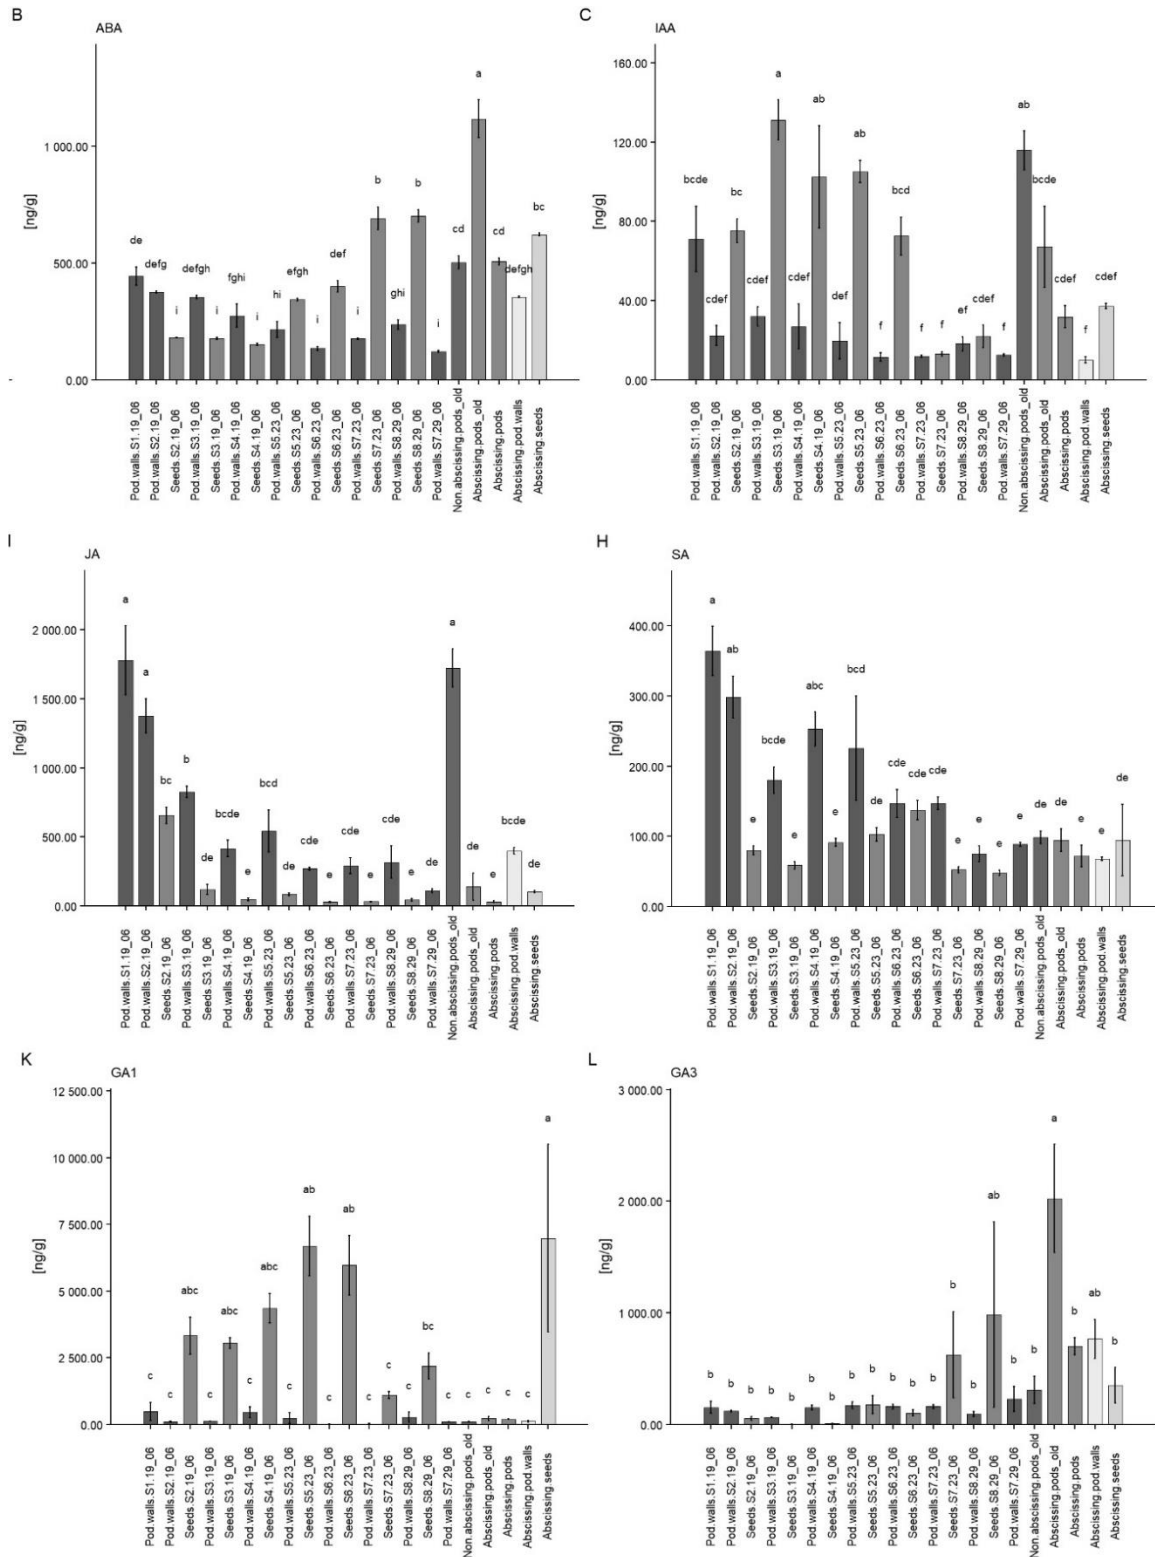 B
ABA
[ng/g]
1 000.00
500.00
0.00
de
defg
i
defgh
i
fghi
i
hi
efgh
i
def
i
b
ghi
b
i
cd
a
cd
defgh
bc
Pod.walls.S1.19_06
Pod.walls.S2.19_06
Seeds.S2.19_06
Pod.walls.S3.19_06
Seeds.S3.19_06
Pod.walls.S4.19_06
Seeds.S4.19_06
Pod.walls.S5.23_06
Seeds.S5.23_06
Pod.walls.S6.23_06
Seeds.S6.23_06
Pod.walls.S7.23_06
Seeds.S7.23_06
Pod.walls.S8.29_06
Seeds.S8.29_06
Pod.walls.S7.29_06
Non.abscissing.pods_old
Abscissing.pods_old
Abscissing.pods
Abscissing.pod.walls
Abscissing.seeds
C
IAA
[ng/g]
160.00
120.00
80.00
40.00
0.00
bcde
cdef
bc
cdef
a
cdef
ab
def
ab
f
bcd
f
f
ef
cdef
f
ab
bcde
cdef
f
cdef
Pod.walls.S1.19_06
Pod.walls.S2.19_06
Seeds.S2.19_06
Pod.walls.S3.19_06
Seeds.S3.19_06
Pod.walls.S4.19_06
Seeds.S4.19_06
Pod.walls.S5.23_06
Seeds.S5.23_06
Pod.walls.S6.23_06
Seeds.S6.23_06
Pod.walls.S7.23_06
Seeds.S7.23_06
Pod.walls.S8.29_06
Seeds.S8.29_06
Pod.walls.S7.29_06
Non.abscissing.pods_old
Abscissing.pods_old
Abscissing.pods
Abscissing.pod.walls
Abscissing.seeds
I
JA
[ng/g]
2 000.00
1 500.00
1 000.00
500.00
0.00
a
a
bc
b
de
bcde
e
bcd
de
cde
e
cde
e
cde
e
de
a
de
e
bcde
de
Pod.walls.S1.19_06
Pod.walls.S2.19_06
Seeds.S2.19_06
Pod.walls.S3.19_06
Seeds.S3.19_06
Pod.walls.S4.19_06
Seeds.S4.19_06
Pod.walls.S5.23_06
Seeds.S5.23_06
Pod.walls.S6.23_06
Seeds.S6.23_06
Pod.walls.S7.23_06
Seeds.S7.23_06
Pod.walls.S8.29_06
Seeds.S8.29_06
Pod.walls.S7.29_06
Non.abscissing.pods_old
Abscissing.pods_old
Abscissing.pods
Abscissing.pod.walls
Abscissing.seeds
H
SA
[ng/g]
400.00
300.00
200.00
100.00
0.00
a
ab
e
bcde
e
abc
e
bcd
de
cde
cde
cde
e
e
e
e
de
de
e
e
de
Pod.walls.S1.19_06
Pod.walls.S2.19_06
Seeds.S2.19_06
Pod.walls.S3.19_06
Seeds.S3.19_06
Pod.walls.S4.19_06
Seeds.S4.19_06
Pod.walls.S5.23_06
Seeds.S5.23_06
Pod.walls.S6.23_06
Seeds.S6.23_06
Pod.walls.S7.23_06
Seeds.S7.23_06
Pod.walls.S8.29_06
Seeds.S8.29_06
Pod.walls.S7.29_06
Non.abscissing.pods_old
Abscissing.pods_old
Abscissing.pods
Abscissing.pod.walls
Abscissing.seeds
K
GA1
[ng/g]
12 500.00
10 000.00
7 500.00
5 000.00
2 500.00
0.00
c
c
abc
c
abc
c
abc
c
ab
c
ab
c
c
c
bc
c
c
c
c
c
a
Pod.walls.S1.19_06
Pod.walls.S2.19_06
Seeds.S2.19_06
Pod.walls.S3.19_06
Seeds.S3.19_06
Pod.walls.S4.19_06
Seeds.S4.19_06
Pod.walls.S5.23_06
Seeds.S5.23_06
Pod.walls.S6.23_06
Seeds.S6.23_06
Pod.walls.S7.23_06
Seeds.S7.23_06
Pod.walls.S8.29_06
Seeds.S8.29_06
Pod.walls.S7.29_06
Non.abscissing.pods_old
Abscissing.pods_old
Abscissing.pods
Abscissing.pod.walls
Abscissing.seeds
L
GA3
[ng/g]
3 000.00
2 000.00
1 000.00
0.00
b
b
b
b
b
b
b
b
b
b
b
b
b
b
ab
b
b
a
b
ab
b
Pod.walls.S1.19_06
Pod.walls.S2.19_06
Seeds.S2.19_06
Pod.walls.S3.19_06
Seeds.S3.19_06
Pod.walls.S4.19_06
Seeds.S4.19_06
Pod.walls.S5.23_06
Seeds.S5.23_06
Pod.walls.S6.23_06
Seeds.S6.23_06
Pod.walls.S7.23_06
Seeds.S7.23_06
Pod.walls.S8.29_06
Seeds.S8.29_06
Pod.walls.S7.29_06
Non.abscissing.pods_old
Abscissing.pods_old
Abscissing.pods
Abscissing.pod.walls
Abscissing.seeds